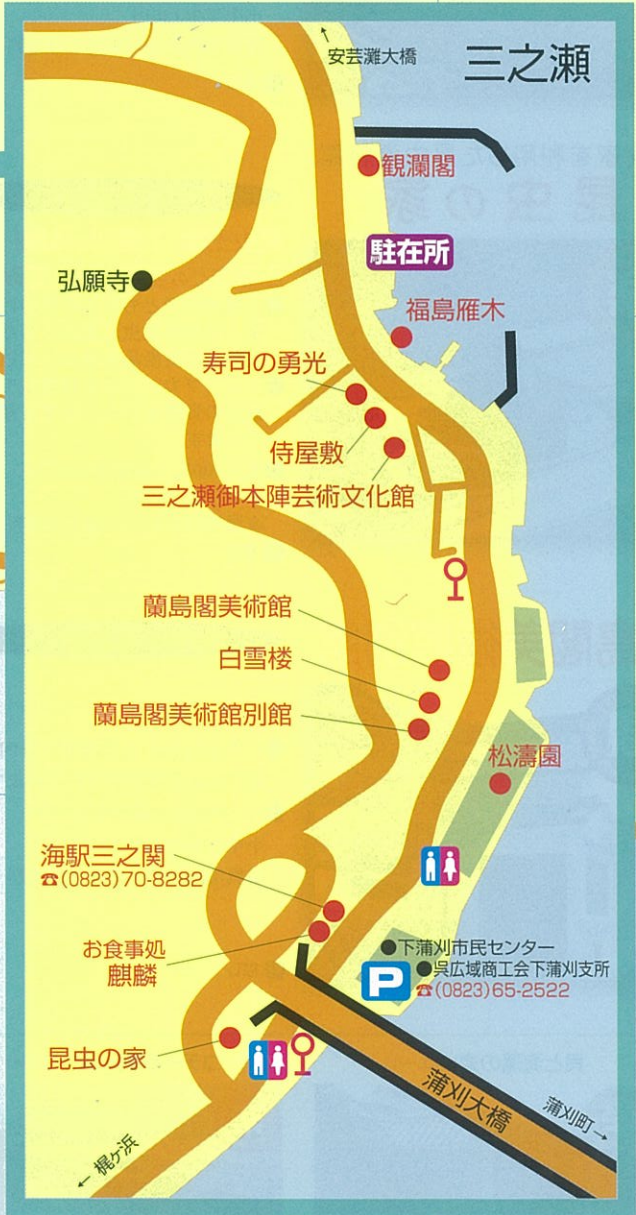 安芸灘大橋
三之瀬
観瀾閣
駐在所
弘願寺
福島雁木
寿司の勇光
侍屋敷
三之瀬御本陣芸術文化館
蘭島閣美術館
白雪楼
蘭島閣美術館別館
松濤園
海駅三之関
☎(0823)70-8282
お食事処
麒麟
下蒲刈市民センター
呉広域商工会下蒲刈支所
☎(0823)65-2522
P
昆虫の家
蒲刈大橋
蒲刈町
梶ヶ浜